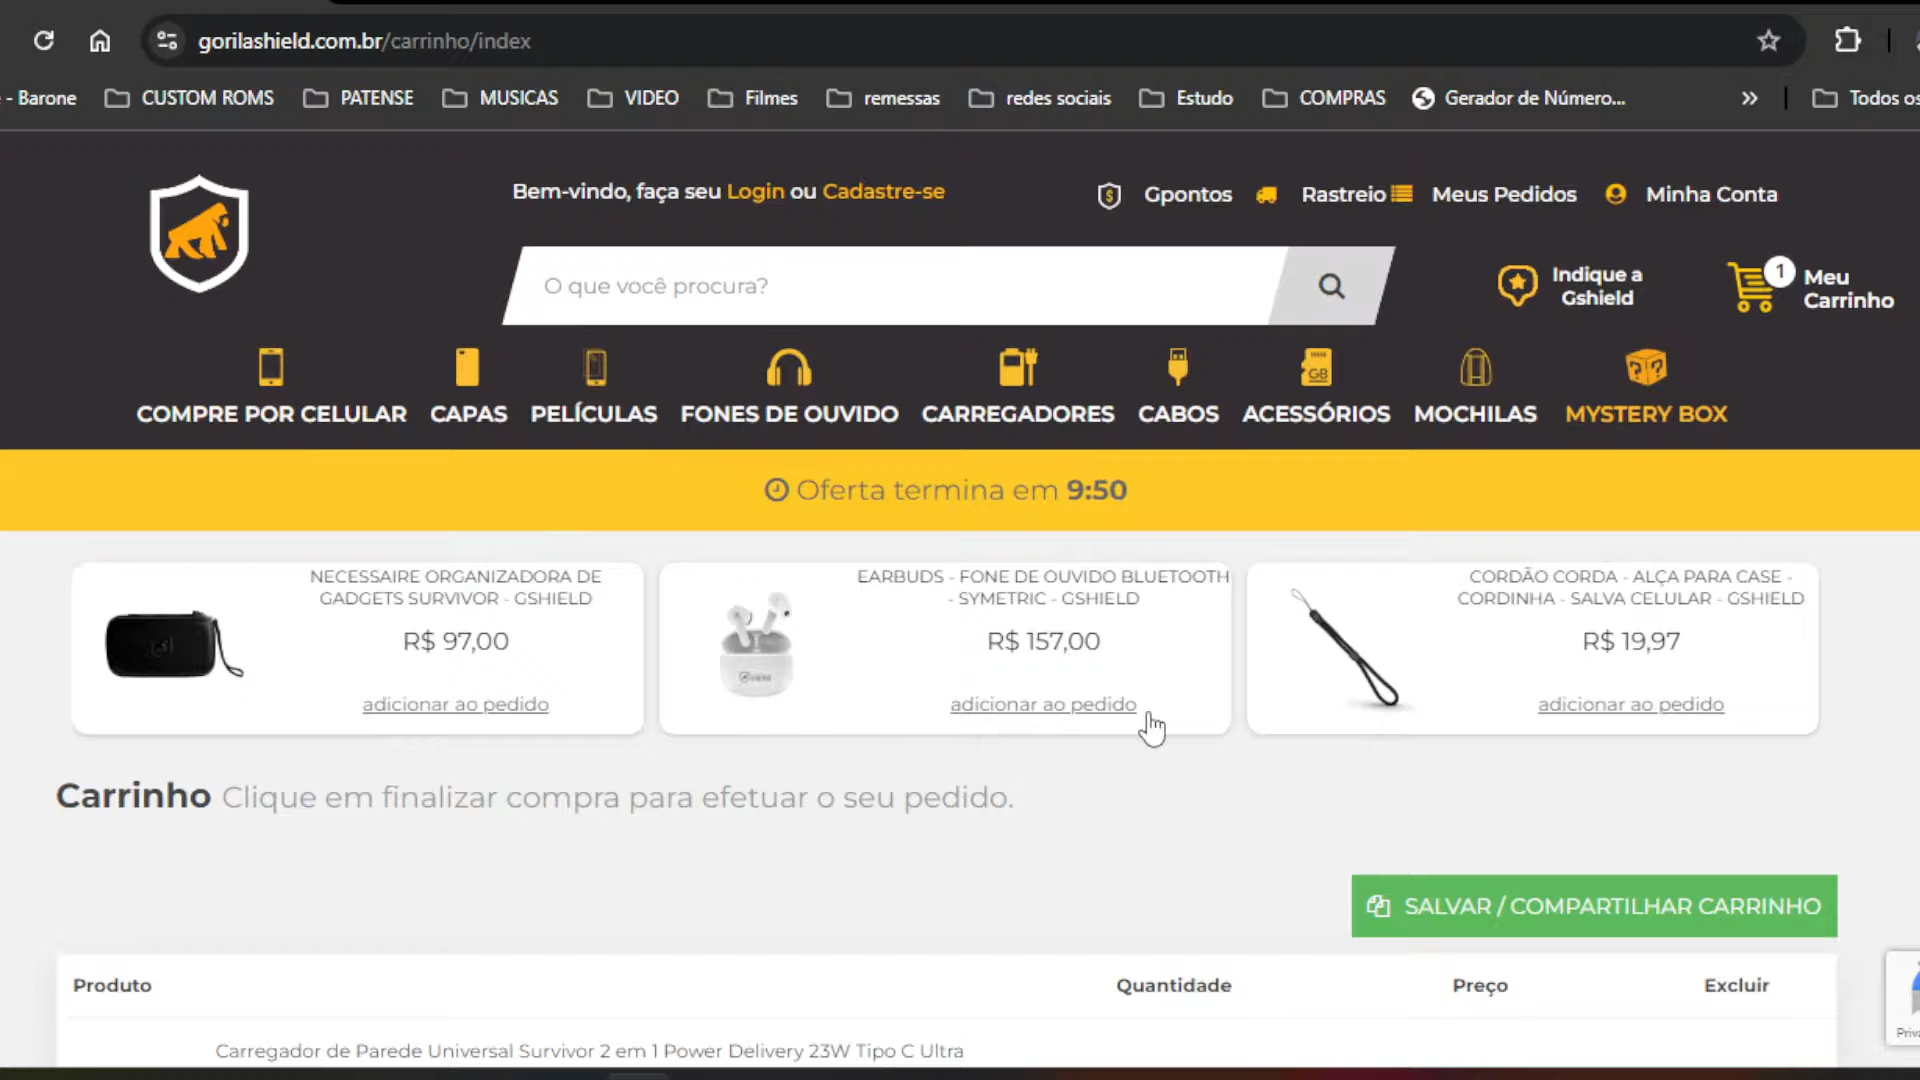 gorilashield.com.br/carrinho/index
- Barone
CUSTOM ROMS
PATENSE
MUSICAS
VIDEO
Filmes
remessas
redes sociais
Estudo
COMPRAS
Gerador de Número...
»
Todos os
Bem-vindo, faça seu Login ou Cadastre-se
Gpontos
Rastreio
Meus Pedidos
Minha Conta
O que você procura?
Indique a
Gshield
1
Meu
Carrinho
GB
COMPRE POR CELULAR
CAPAS
PELÍCULAS
FONES DE OUVIDO
CARREGADORES
CABOS
ACESSÓRIOS
MOCHILAS
MYSTERY BOX
Oferta termina em 9:50
NECESSAIRE ORGANIZADORA DE
GADGETS SURVIVOR - GSHIELD
R$ 97,00
adicionar ao pedido
EARBUDS - FONE DE OUVIDO BLUETOOTH
- SYMETRIC - GSHIELD
R$ 157,00
adicionar ao pedido
CORDÃO CORDA - ALÇA PARA CASE -
CORDINHA - SALVA CELULAR - GSHIELD
R$ 19,97
adicionar ao pedido
Carrinho Clique em finalizar compra para efetuar o seu pedido.
SALVAR / COMPARTILHAR CARRINHO
Produto
Quantidade
Preço
Excluir
Carregador de Parede Universal Survivor 2 em 1 Power Delivery 23W Tipo C Ultra